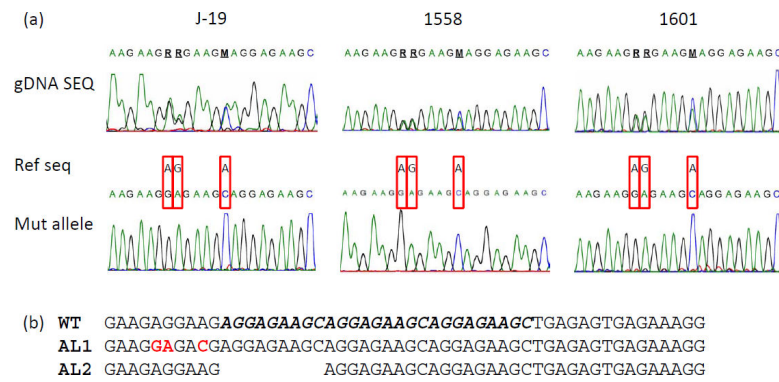 (a) J-19 1558 1601
AAGAAGRRGAAGMAGGAGAAGC AAGAAGRRGAAGMAGGAGAAGC AAGAAGRRGAAGMAGGAGAAGC
gDNA SEQ
Ref seq AG A AG A AG A
AAGAAGGAGAAGCAGGAGAAGC AAGAAGGAGAAGCAGGAGAAGC AAGAAGGAGAAGCAGGAGAAGC
Mut allele
(b) WT GAAGAGGAAGAGGAGAAGCAGGAGAAGCAGGAGAAGCTGAGAGTGAGAAAGG
AL1 GAAGGAGACGAGGAGAAGCAGGAGAAGCAGGAGAAGCTGAGAGTGAGAAAGG
AL2 GAAGAGGAAG AGGAGAAGCAGGAGAAGCTGAGAGTGAGAAAGG